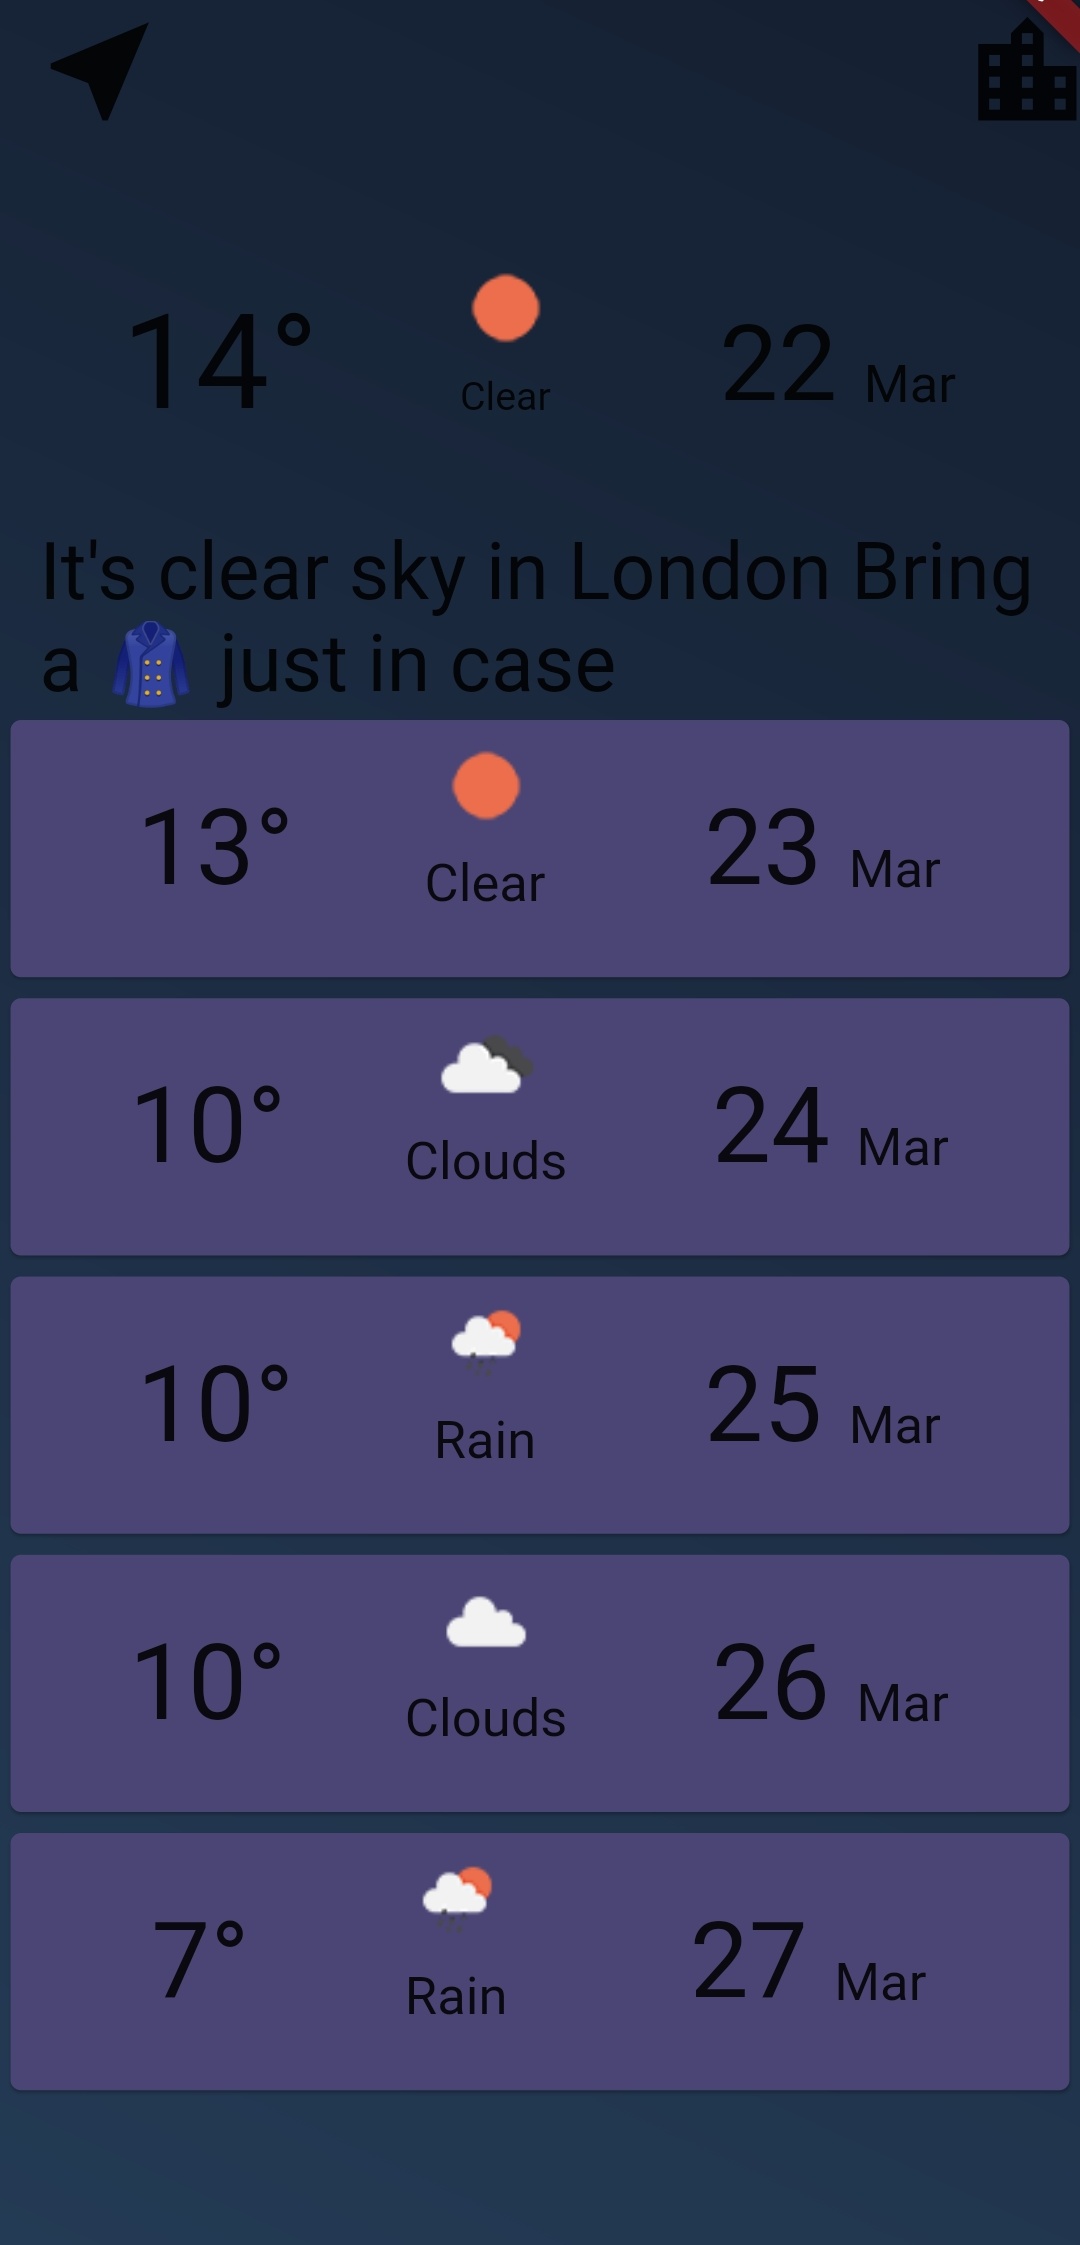 14° Clear 22 Mar
It's clear sky in London Bring
a 🧥 just in case
13° Clear 23 Mar
10° Clouds 24 Mar
10° Rain 25 Mar
10° Clouds 26 Mar
7° Rain 27 Mar